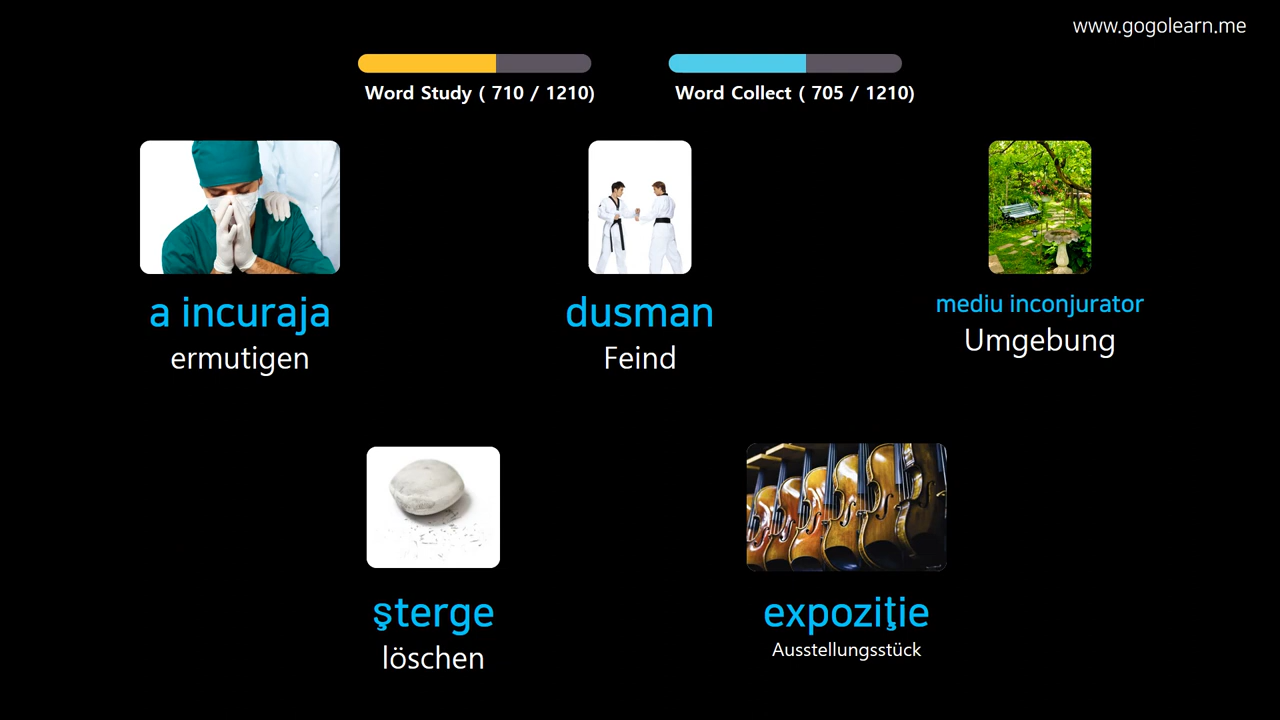 www.gogolearn.me
Word Study ( 710 / 1210)
Word Collect ( 705 / 1210)
a incuraja
ermutigen
dusman
Feind
mediu inconjurator
Umgebung
şterge
löschen
expoziţie
Ausstellungsstück